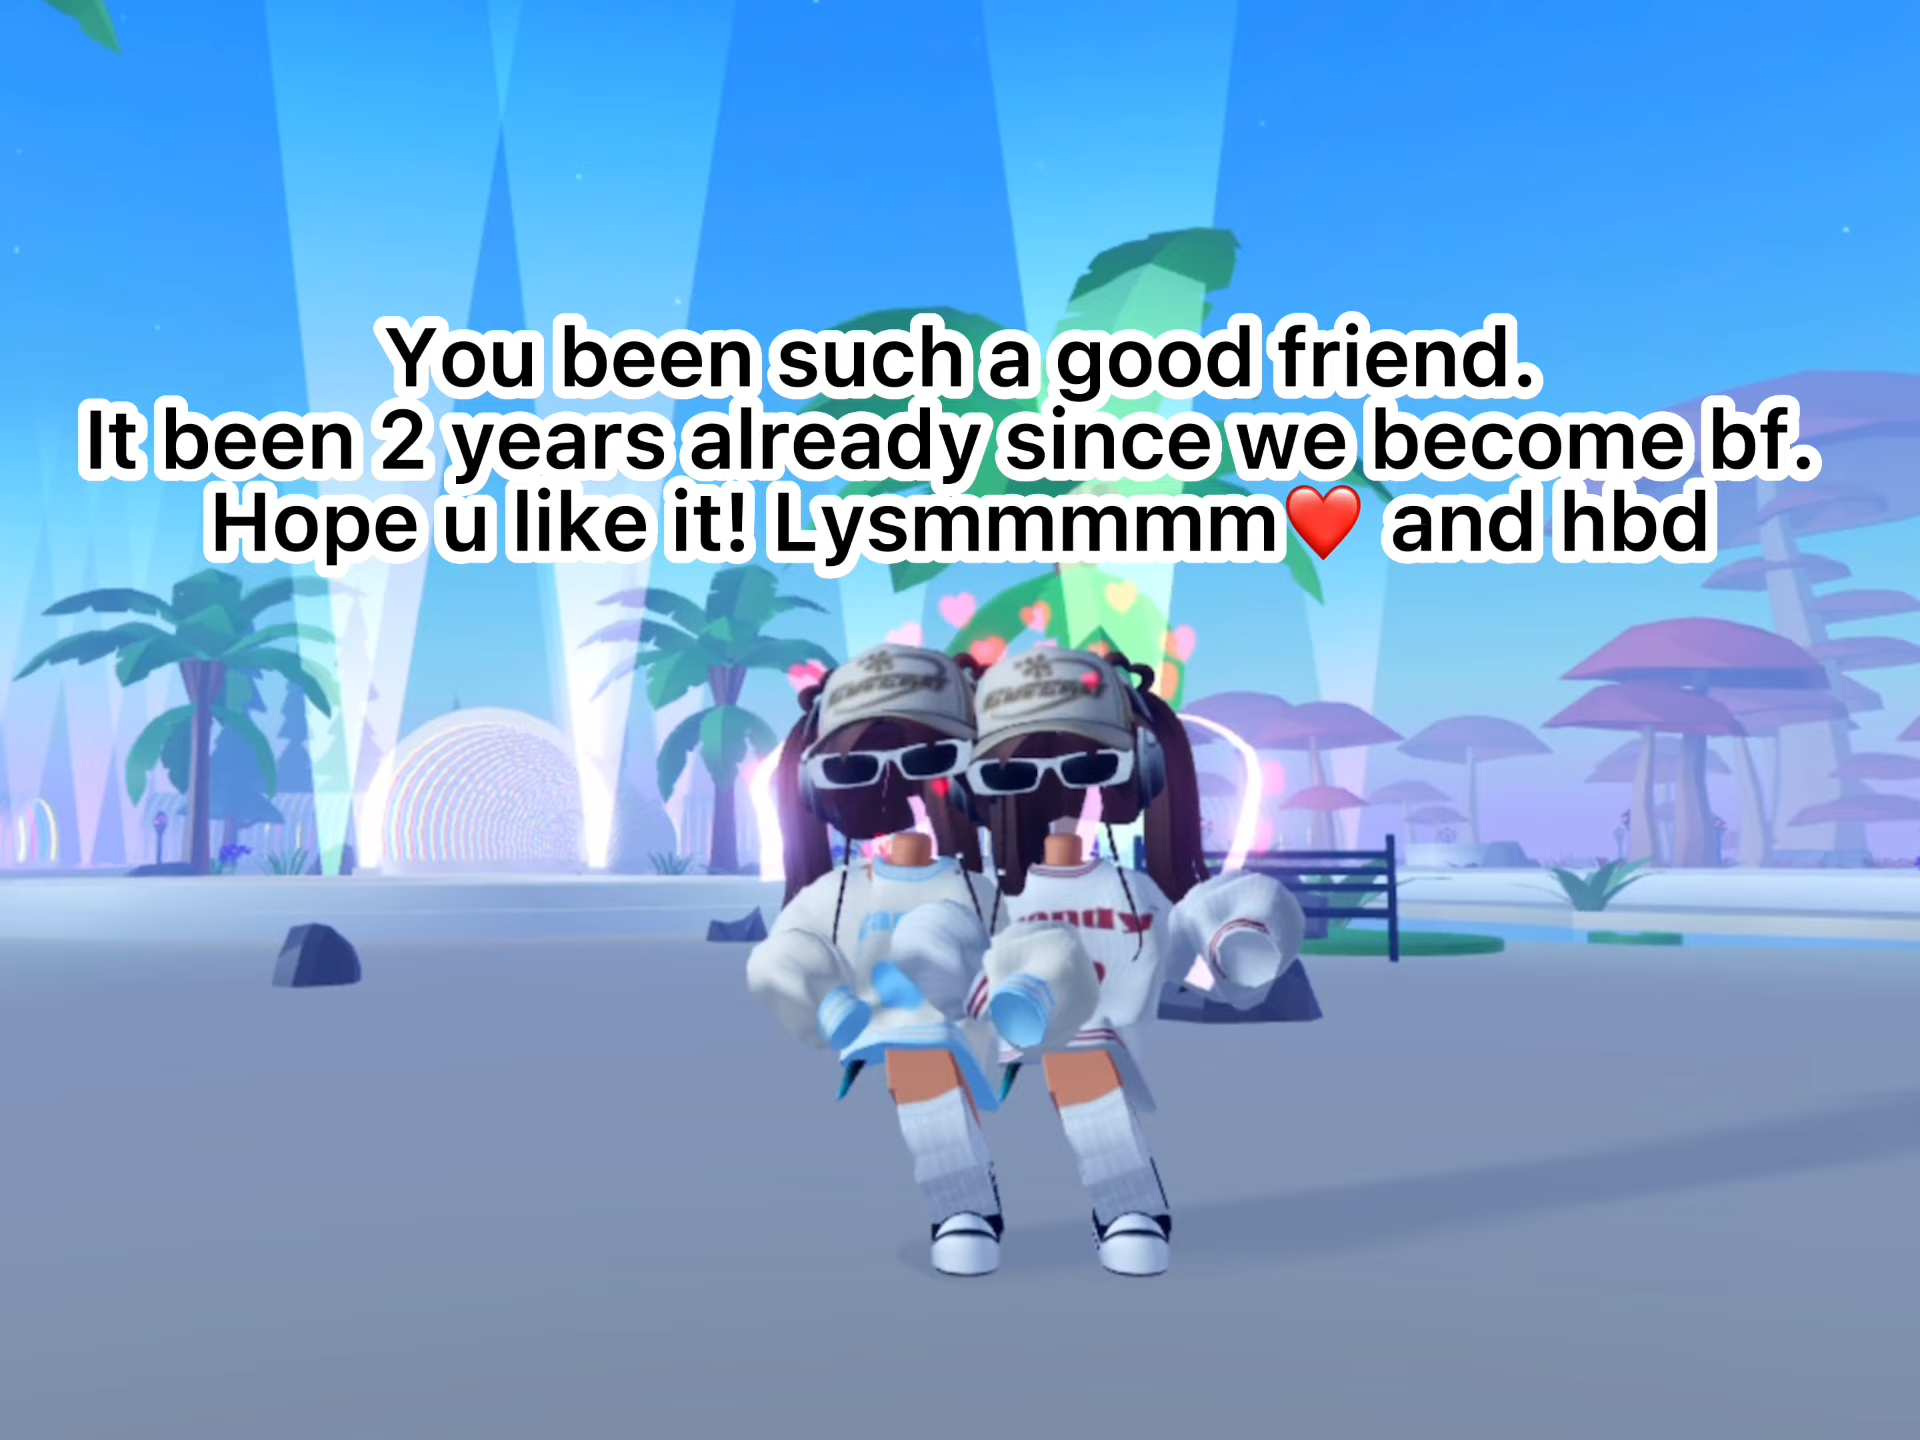 You been such a good friend.
It been 2 years already since we become bf.
Hope u like it! Lysmmmmm❤️ and hbd